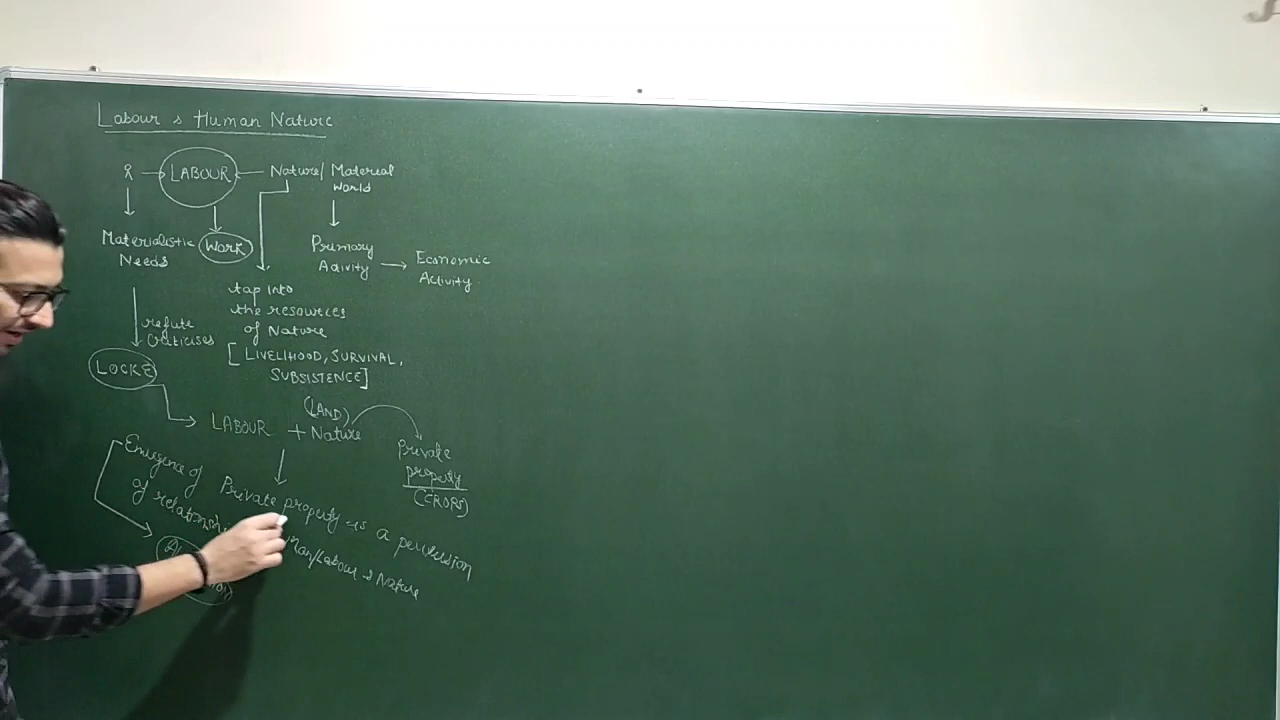 Labour & Human Nature
LABOUR
Nature/ Material
World
Materialistic
Needs
WORK
Primary
Activity
Economic
Activity
tap into
the resources
of Nature
[LIVELIHOOD, SURVIVAL,
SUBSISTENCE]
refute
Criticises
LOCKE
LABOUR + Nature
(LAND)
Private
property
(CROPS)
Emergence of Private property is a
of Man/Labour & Nature